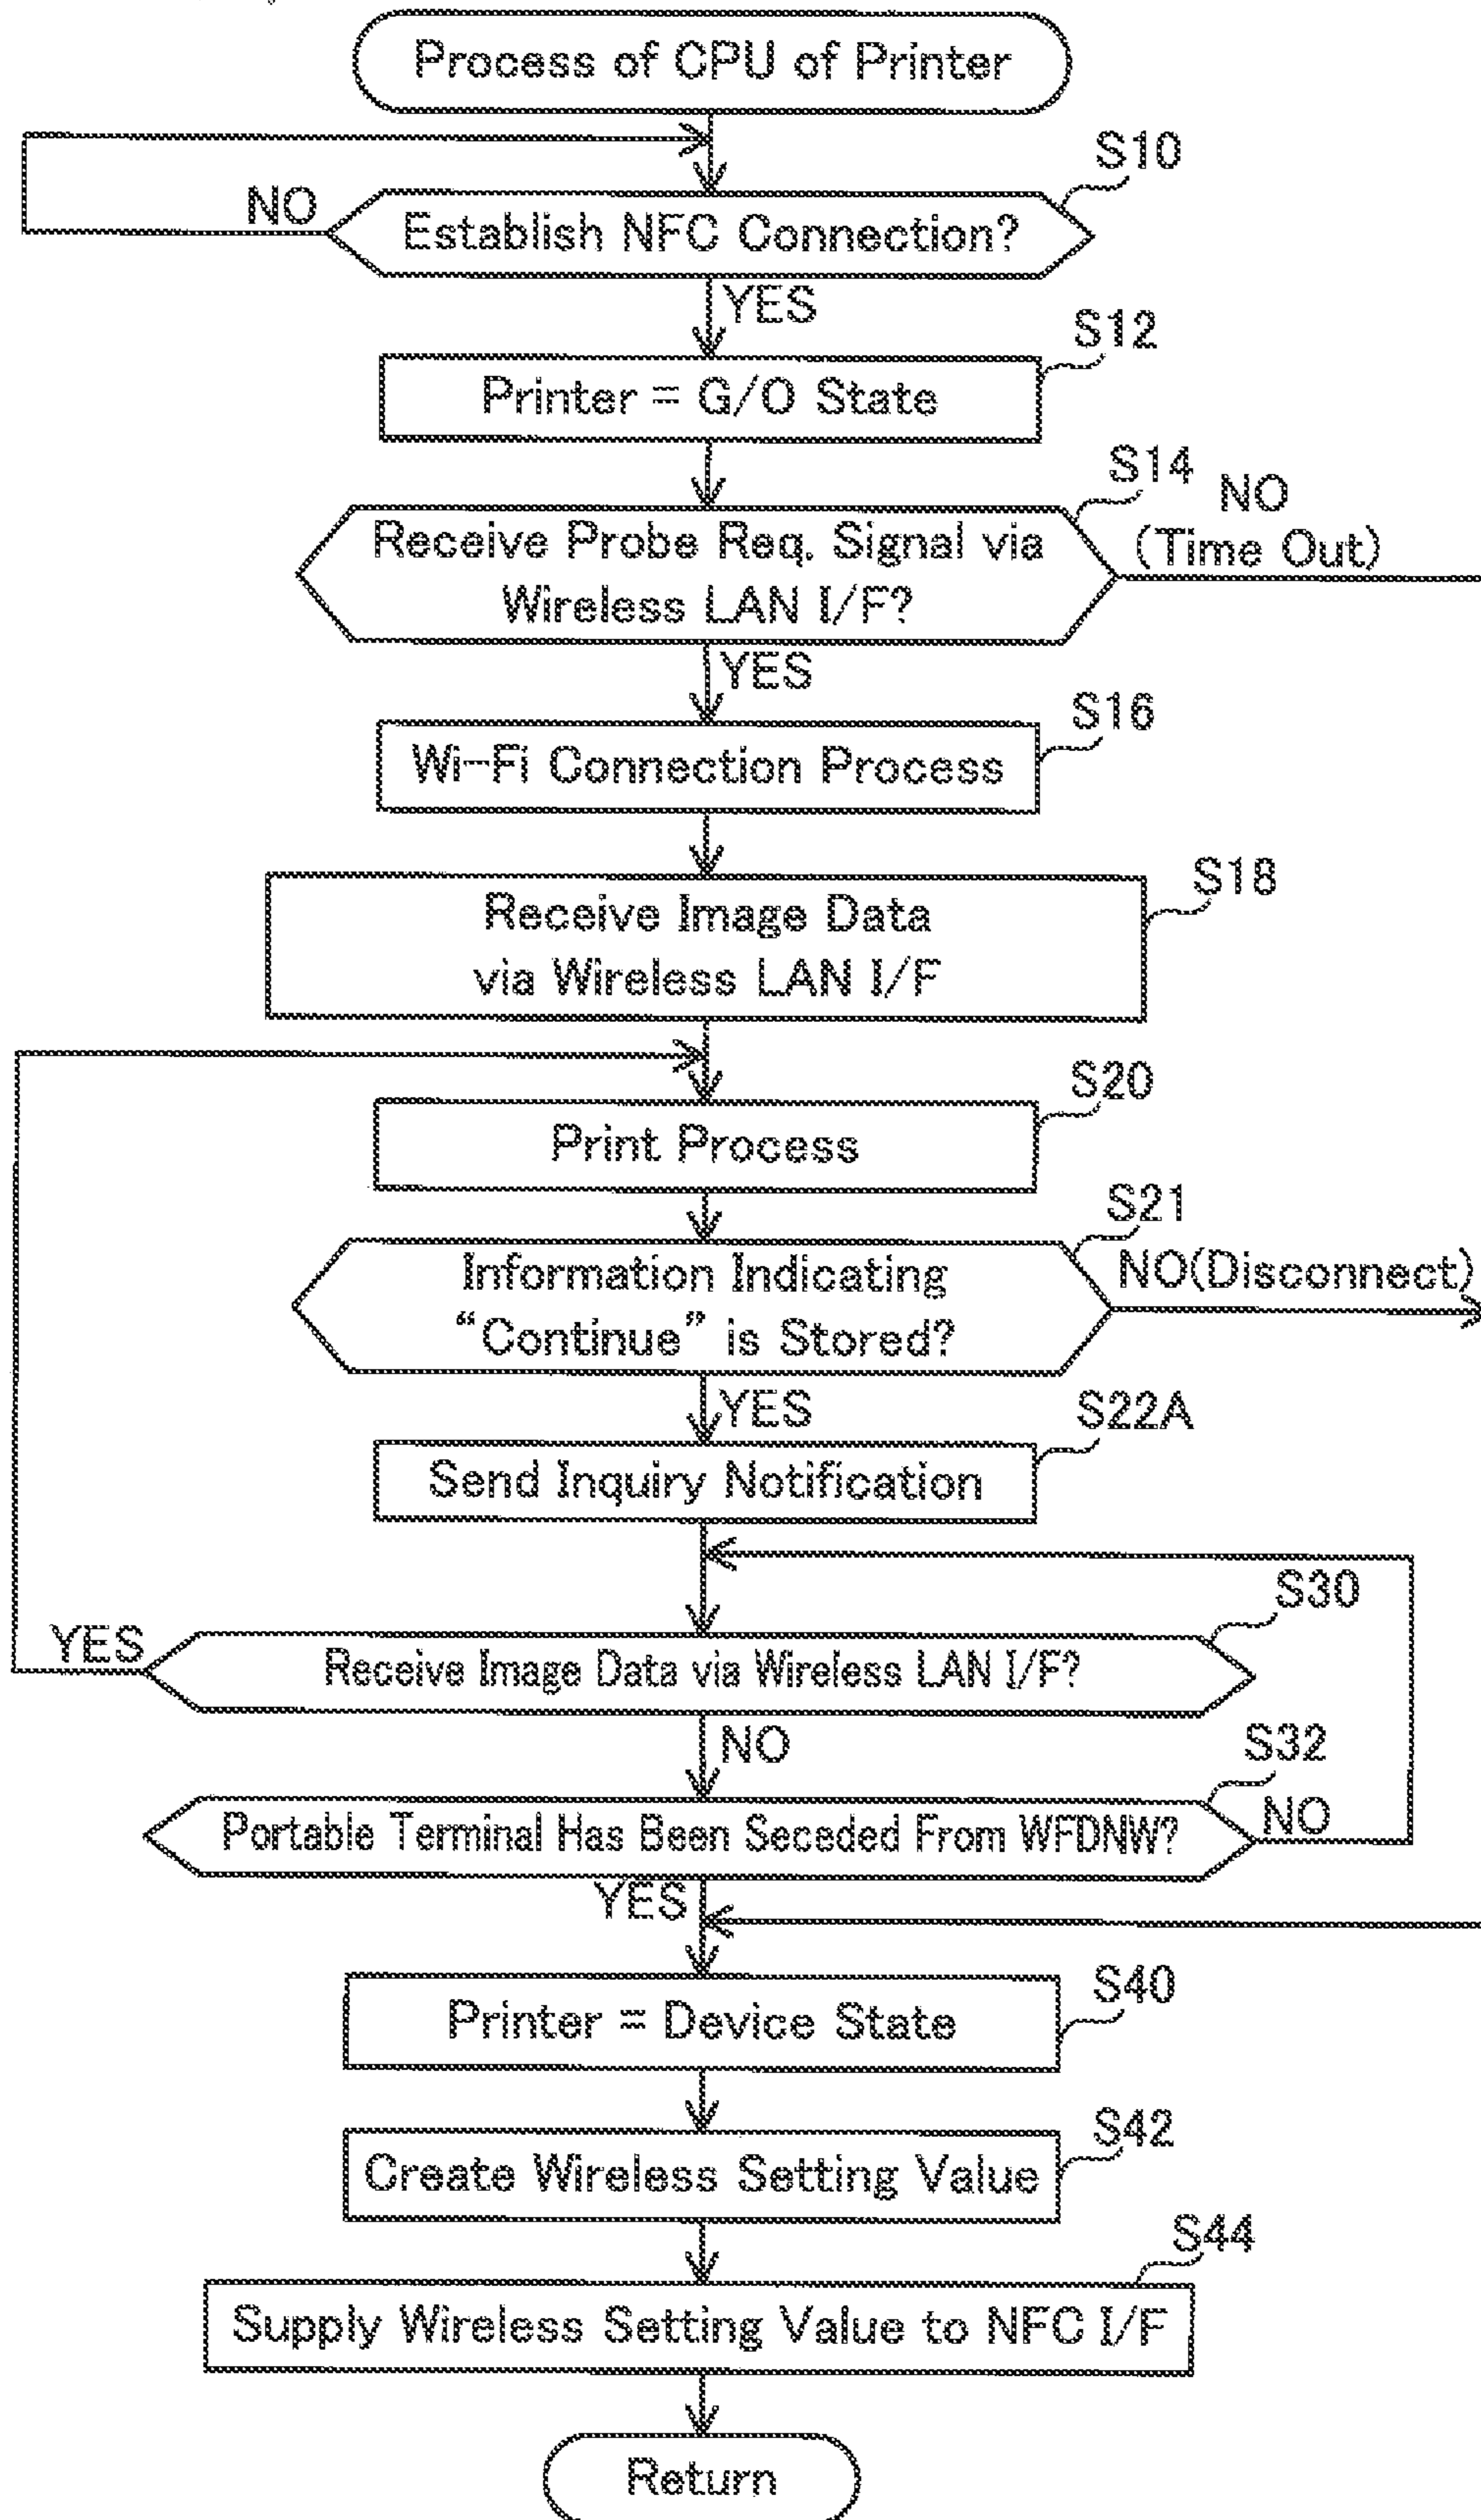 Process of CPU of Printer
S10
NO
Establish NFC Connection?
YES
S12
Printer = G/O State
S14
NO
(Time Out)
Receive Probe Req. Signal via
Wireless LAN I/F?
YES
S16
Wi-Fi Connection Process
S18
Receive Image Data
via Wireless LAN I/F
S20
Print Process
S21
NO(Disconnect)
Information Indicating
“Continue” is Stored?
YES
S22A
Send Inquiry Notification
S30
YES
Receive Image Data via Wireless LAN I/F?
NO
S32
Portable Terminal Has Been Seceded From WFDNW?
NO
YES
S40
Printer = Device State
S42
Create Wireless Setting Value
S44
Supply Wireless Setting Value to NFC I/F
Return